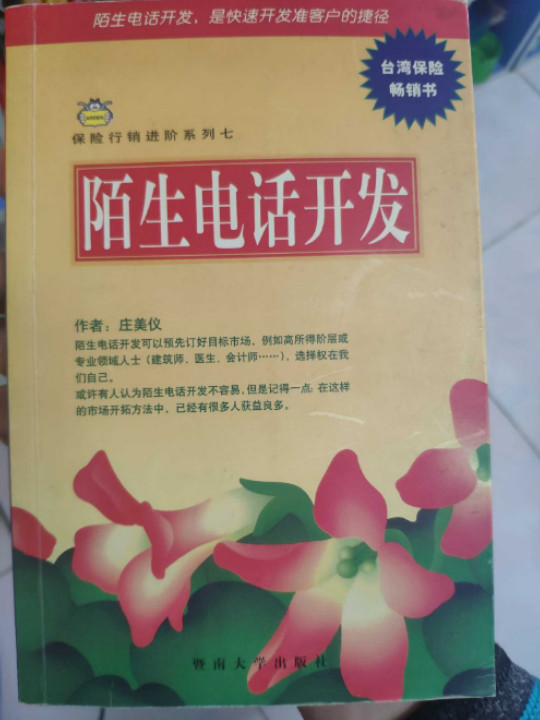 陌生电话开发，是快速开发准客户的捷径
台湾保险
畅销书
保险行销进阶系列七
陌生电话开发
作者：庄美仪
陌生电话开发可以预先订好目标市场，例如高所得阶层或
专业领域人士（建筑师、医生、会计师……），选择权在我
们自己。
或许有人认为陌生电话开发不容易，但是记得一点：在这样
的市场开拓方法中，已经有很多人获益良多。
暨南大学出版社